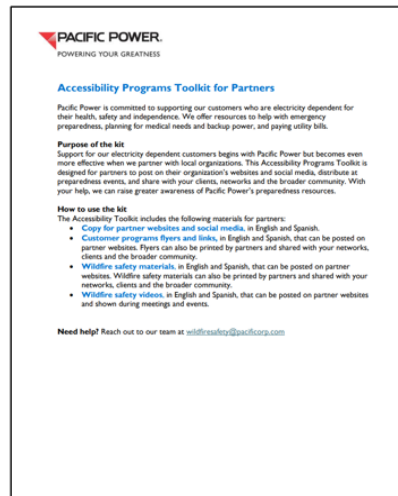 PACIFIC POWER.
POWERING YOUR GREATNESS
Accessibility Programs Toolkit for Partners
Pacific Power is committed to supporting our customers who are electricity dependent for
their health, safety and independence. We offer resources to help with emergency
preparedness, planning for medical needs and backup power, and paying utility bills.
Purpose of the kit
Support for our electricity dependent customers begins with Pacific Power but becomes even
more effective when we partner with local organizations. This Accessibility Programs Toolkit is
designed for partners to post on their organization's websites and social media, distribute at
preparedness events, and share with your clients, networks and the broader community. With
your help, we can raise greater awareness of Pacific Power's preparedness resources.
How to use the kit
The Accessibility Toolkit includes the following materials for partners:
• Copy for partner websites and social media, in English and Spanish.
• Customer programs flyers and links, in English and Spanish, that can be posted on
partner websites. Flyers can also be printed by partners and shared with your networks,
clients and the broader community.
• Wildfire safety materials, in English and Spanish, that can be posted on partner
websites. Wildfire safety materials can also be printed by partners and shared with your
networks, clients and the broader community.
• Wildfire safety videos, in English and Spanish, that can be posted on partner websites
and shown during meetings and events.
Need help? Reach out to our team at wildfiresafety@pacificorp.com